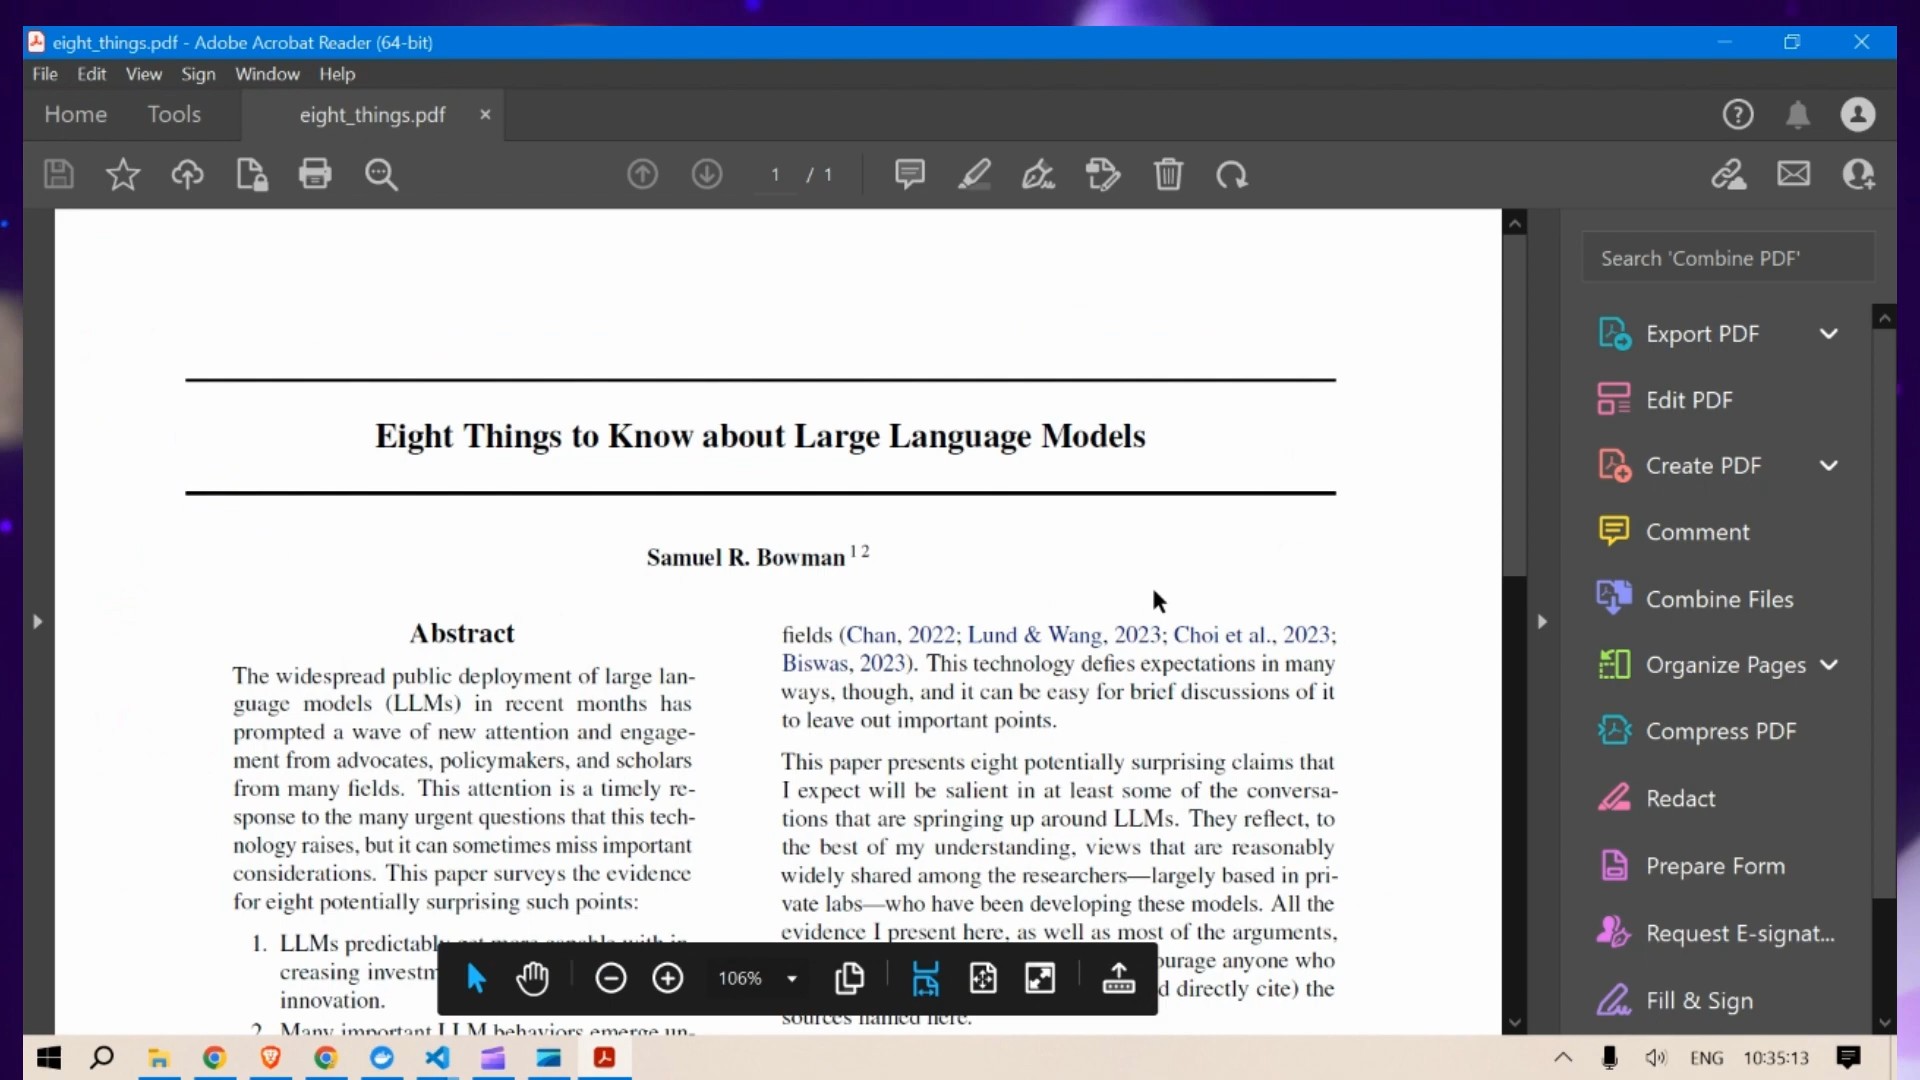 eight_things.pdf - Adobe Acrobat Reader (64-bit)
File Edit View Sign Window Help
Home Tools eight_things.pdf
1 / 1
Search 'Combine PDF'
Export PDF
Edit PDF
Create PDF
Comment
Combine Files
Organize Pages
Compress PDF
Redact
Prepare Form
Request E-signat...
Fill & Sign
Eight Things to Know about Large Language Models
Samuel R. Bowman 1 2
Abstract
The widespread public deployment of large lan-
guage models (LLMs) in recent months has
prompted a wave of new attention and engage-
ment from advocates, policymakers, and scholars
from many fields. This attention is a timely re-
sponse to the many urgent questions that this tech-
nology raises, but it can sometimes miss important
considerations. This paper surveys the evidence
for eight potentially surprising such points:
1. LLMs predictably get more capable with in-
creasing investm
innovation.
2. Many important LLM behaviors emerge un-
fields (Chan, 2022; Lund & Wang, 2023; Choi et al., 2023;
Biswas, 2023). This technology defies expectations in many
ways, though, and it can be easy for brief discussions of it
to leave out important points.
This paper presents eight potentially surprising claims that
I expect will be salient in at least some of the conversa-
tions that are springing up around LLMs. They reflect, to
the best of my understanding, views that are reasonably
widely shared among the researchers—largely based in pri-
vate labs—who have been developing these models. All the
evidence I present here, as well as most of the arguments,
ourage anyone who
d directly cite) the
sources named here.
106%
ENG 10:35:13